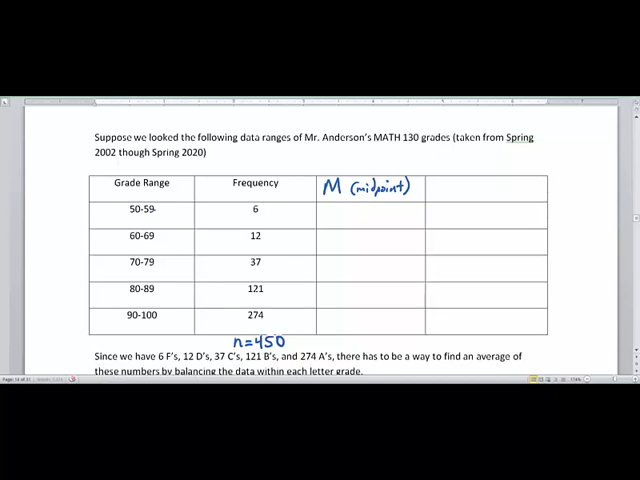 Suppose we looked the following data ranges of Mr. Anderson's MATH 130 grades (taken from Spring
2002 though Spring 2020)
Grade Range Frequency M (midpoint)
50-59 6
60-69 12
70-79 37
80-89 121
90-100 274
n=450
Since we have 6 F's, 12 D's, 37 C's, 121 B's, and 274 A's, there has to be a way to find an average of
these numbers by balancing the data within each letter grade.